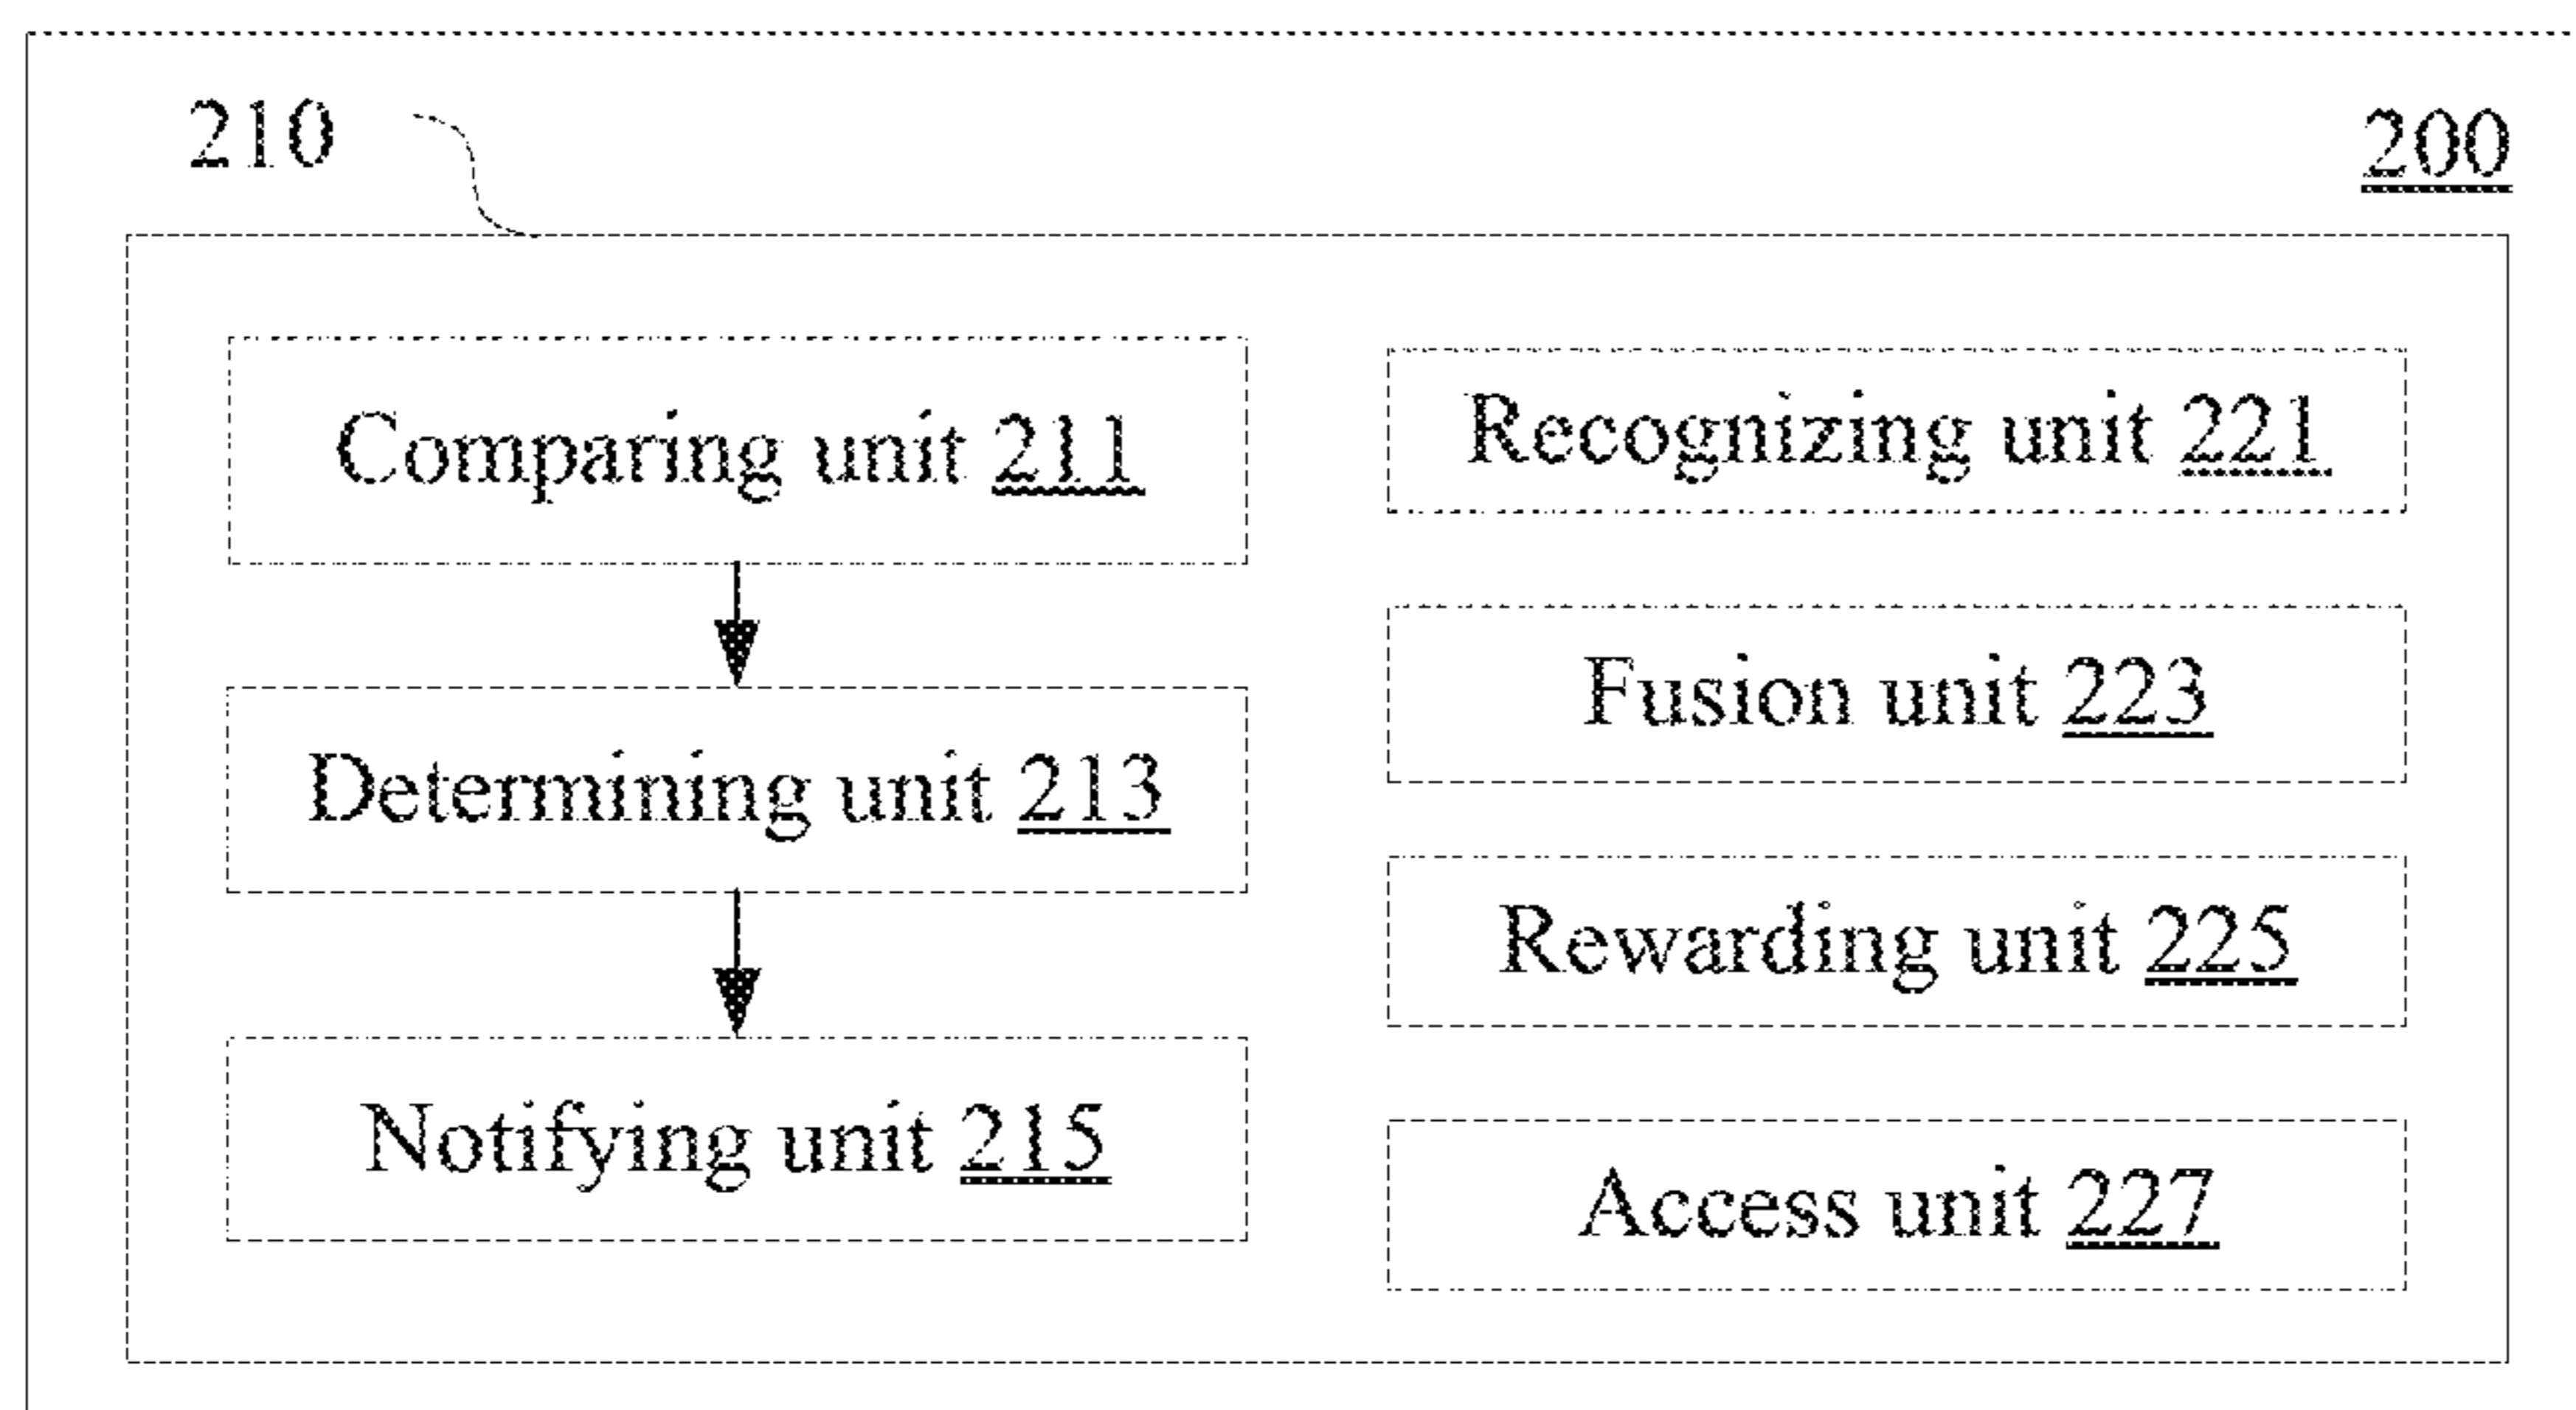 210
200
Comparing unit 211
Determining unit 213
Notifying unit 215
Recognizing unit 221
Fusion unit 223
Rewarding unit 225
Access unit 227